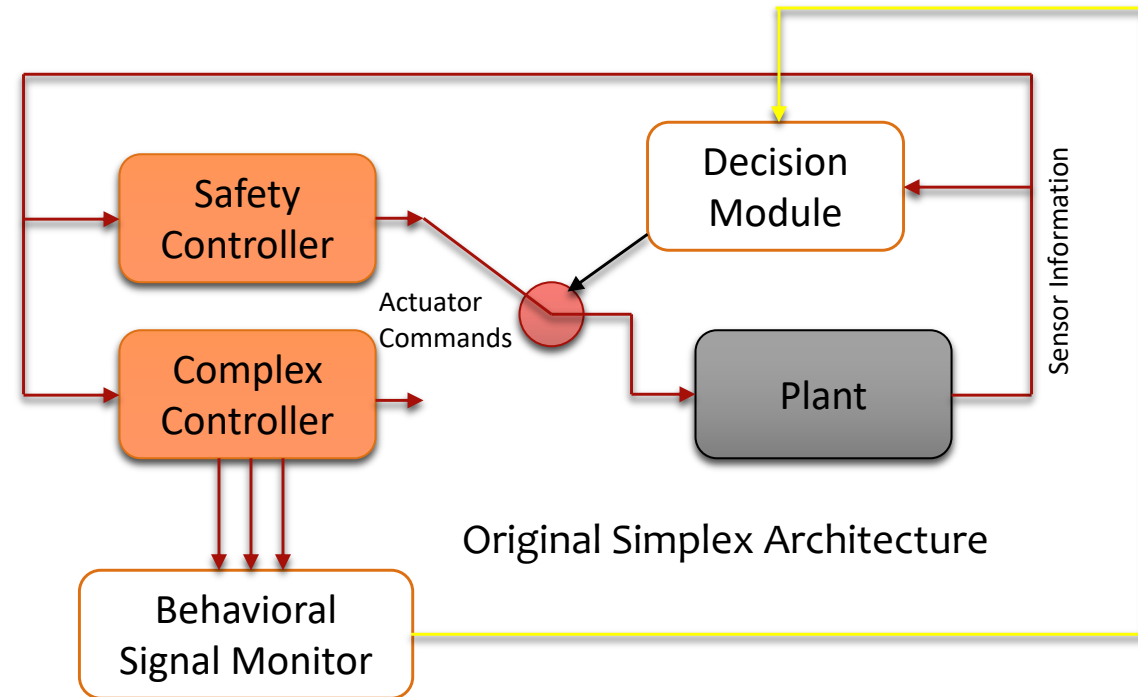 Decision
Module
Safety
Controller
Sensor Information
Actuator
Commands
Complex
Controller
Plant
Original Simplex Architecture
Behavioral
Signal Monitor